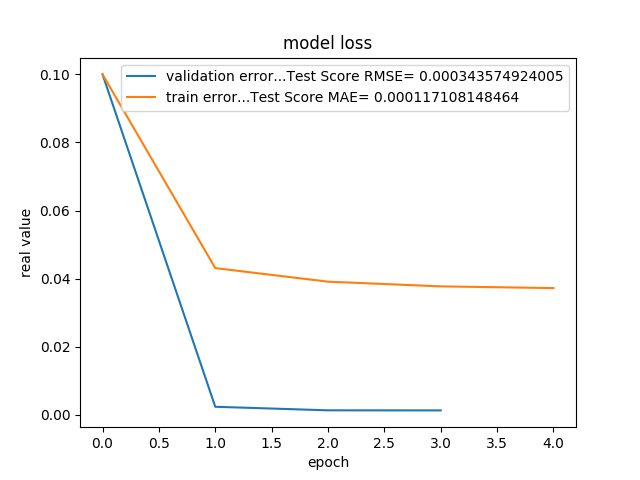 model loss
validation error...Test Score RMSE= 0.000343574924005
train error...Test Score MAE= 0.000117108148464
real value
0.10
0.08
0.06
0.04
0.02
0.00
0.0 0.5 1.0 1.5 2.0 2.5 3.0 3.5 4.0
epoch